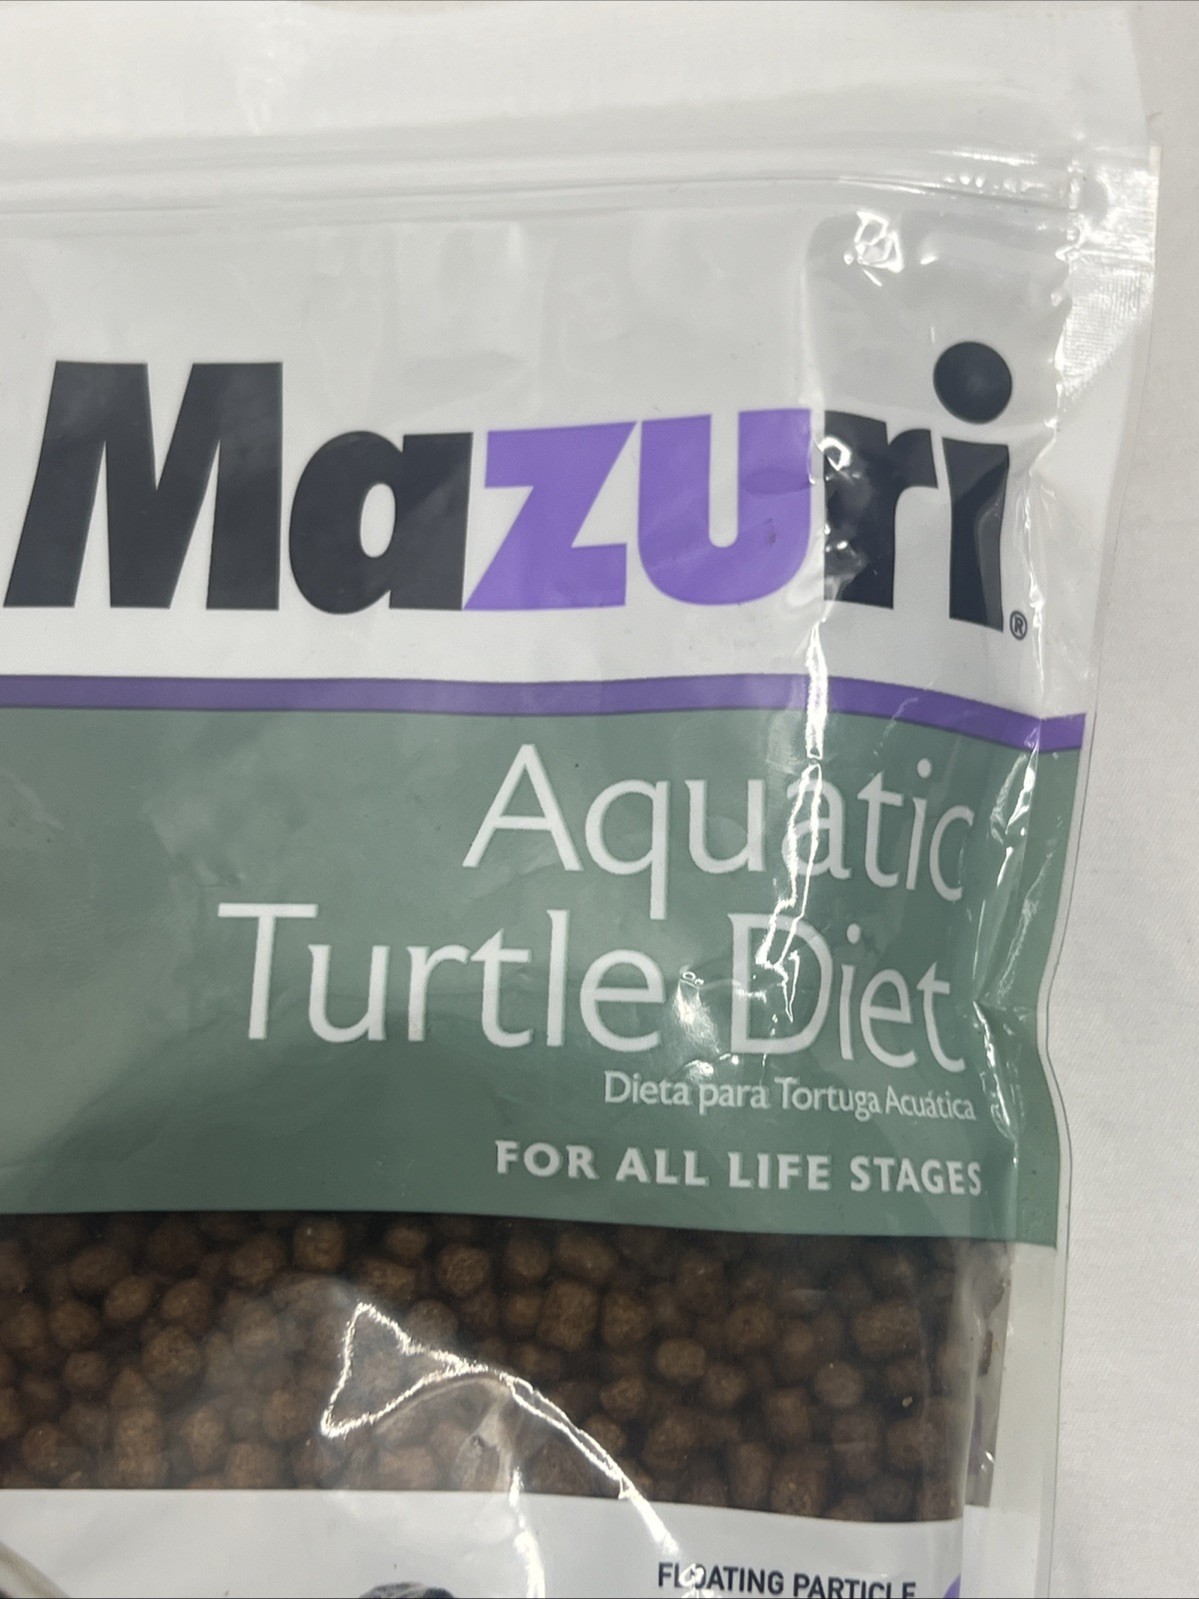 Mazuri®
Aquatic
Turtle Diet
Dieta para Tortuga Acuática
FOR ALL LIFE STAGES
FLOATING PARTICLE